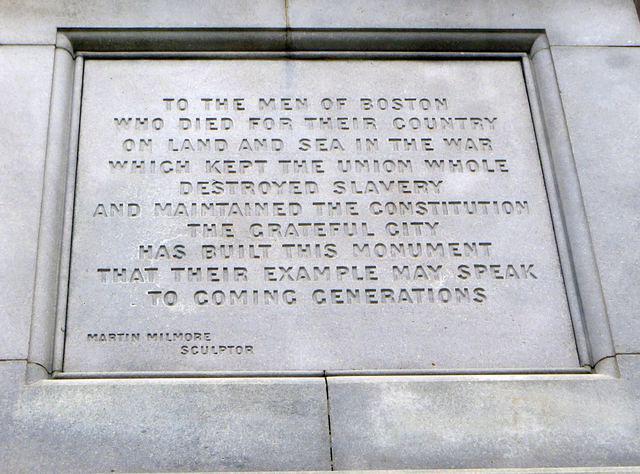 TO THE MEN OF BOSTON
WHO DIED FOR THEIR COUNTRY
ON LAND AND SEA IN THE WAR
WHICH KEPT THE UNION WHOLE
DESTROYED SLAVERY
AND MAINTAINED THE CONSTITUTION
THE GRATEFUL CITY
HAS BUILT THIS MONUMENT
THAT THEIR EXAMPLE MAY SPEAK
TO COMING GENERATIONS
MARTIN MILMORE
SCULPTOR